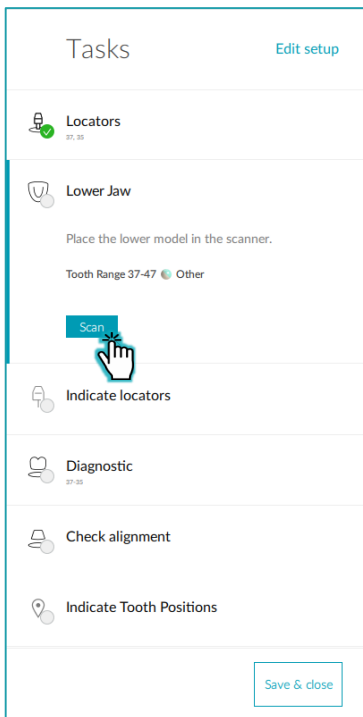 Tasks
Edit setup
Locators
37, 35
Lower Jaw
Place the lower model in the scanner.
Tooth Range 37-47 Other
Scan
Indicate locators
Diagnostic
37-35
Check alignment
Indicate Tooth Positions
Save & close